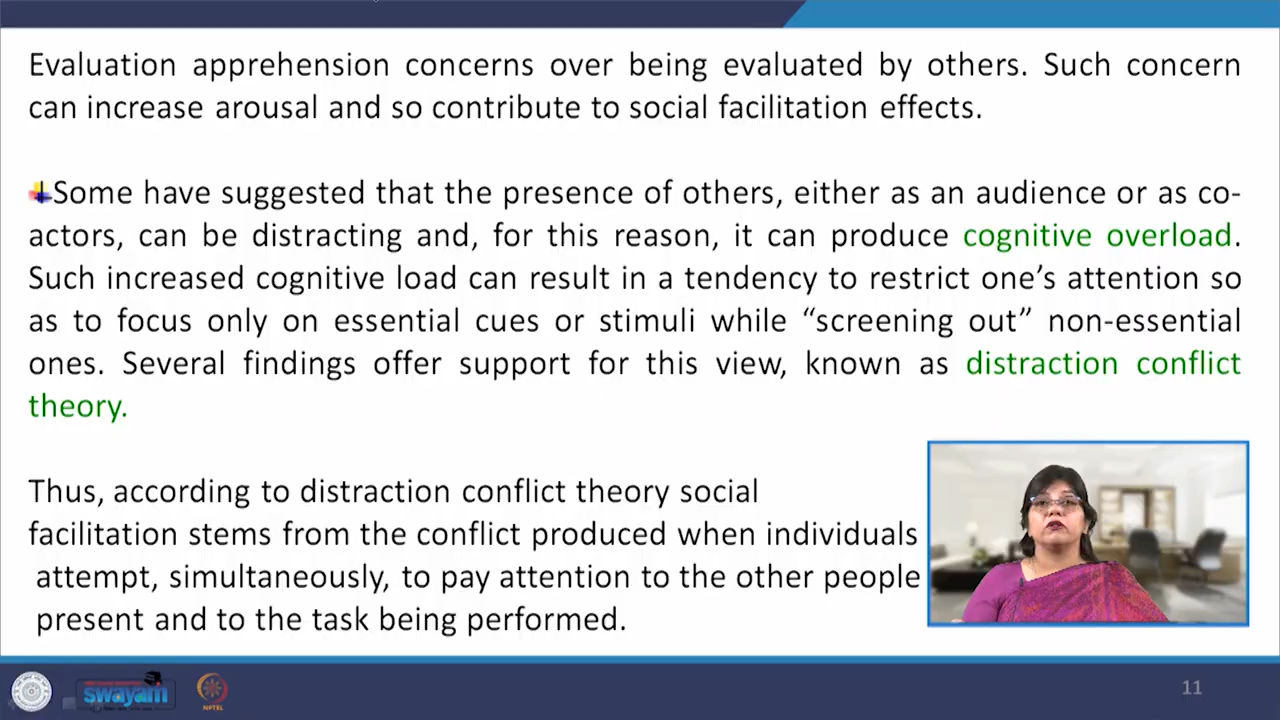 Evaluation apprehension concerns over being evaluated by others. Such concern
can increase arousal and so contribute to social facilitation effects.
Some have suggested that the presence of others, either as an audience or as co-
actors, can be distracting and, for this reason, it can produce cognitive overload.
Such increased cognitive load can result in a tendency to restrict one’s attention so
as to focus only on essential cues or stimuli while “screening out” non-essential
ones. Several findings offer support for this view, known as distraction conflict
theory.
Thus, according to distraction conflict theory social
facilitation stems from the conflict produced when individuals
attempt, simultaneously, to pay attention to the other people
present and to the task being performed.
swayam
NPTEL
11